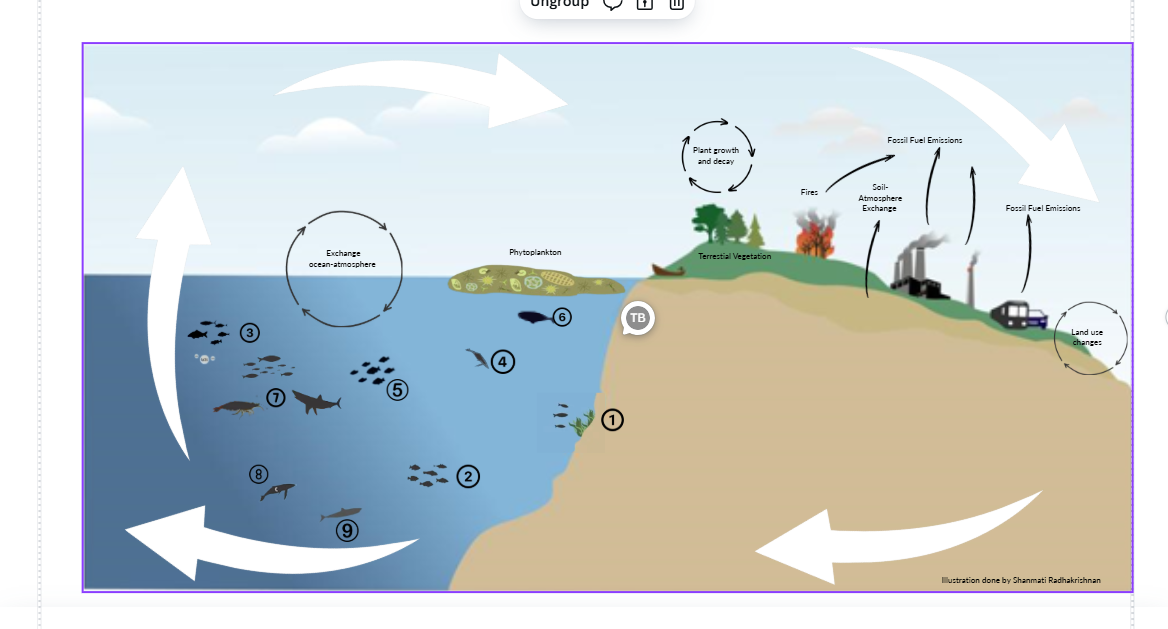 Ungroup
Fossil Fuel Emissions
Plant growth
and decay
Fires
Soil-
Atmosphere
Exchange
Fossil Fuel Emissions
Exchange
ocean-atmosphere
Phytoplankton
Terrestial Vegetation
6
TB
3
Land use
changes
4
5
7
1
8
2
9
Illustration done by Shanmati Radhakrishnan